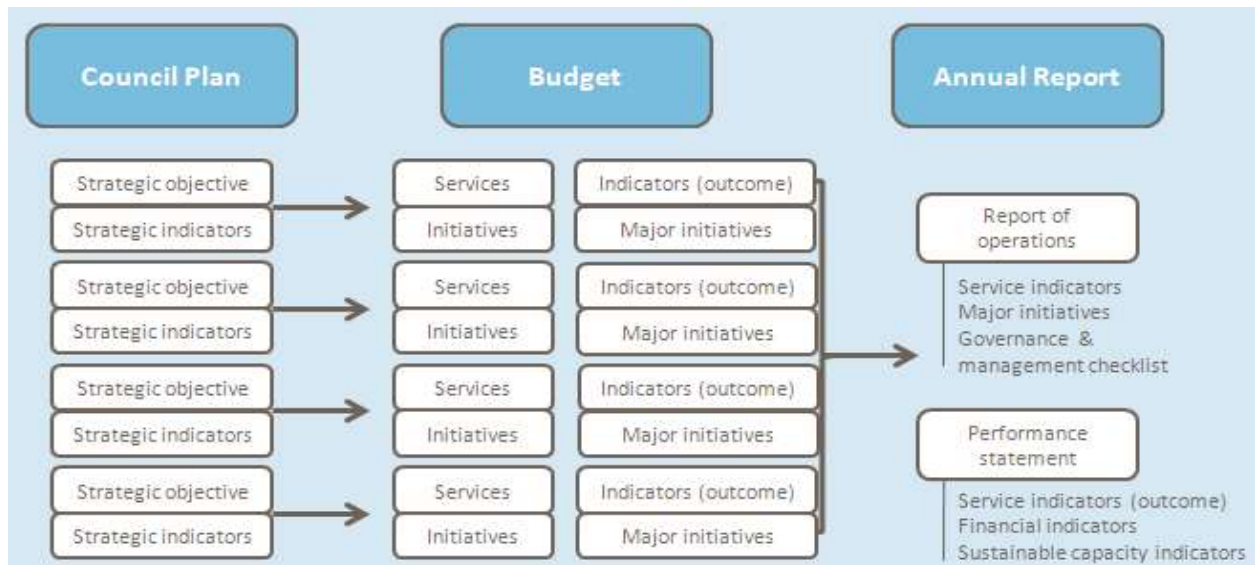 Council Plan
Budget
Annual Report
Strategic objective
Strategic indicators
Strategic objective
Strategic indicators
Strategic objective
Strategic indicators
Strategic objective
Strategic indicators
Services
Initiatives
Services
Initiatives
Services
Initiatives
Services
Initiatives
Indicators (outcome)
Major initiatives
Indicators (outcome)
Major initiatives
Indicators (outcome)
Major initiatives
Indicators (outcome)
Major initiatives
Report of
operations
Service indicators
Major initiatives
Governance &
management checklist
Performance
statement
Service indicators (outcome)
Financial indicators
Sustainable capacity indicators